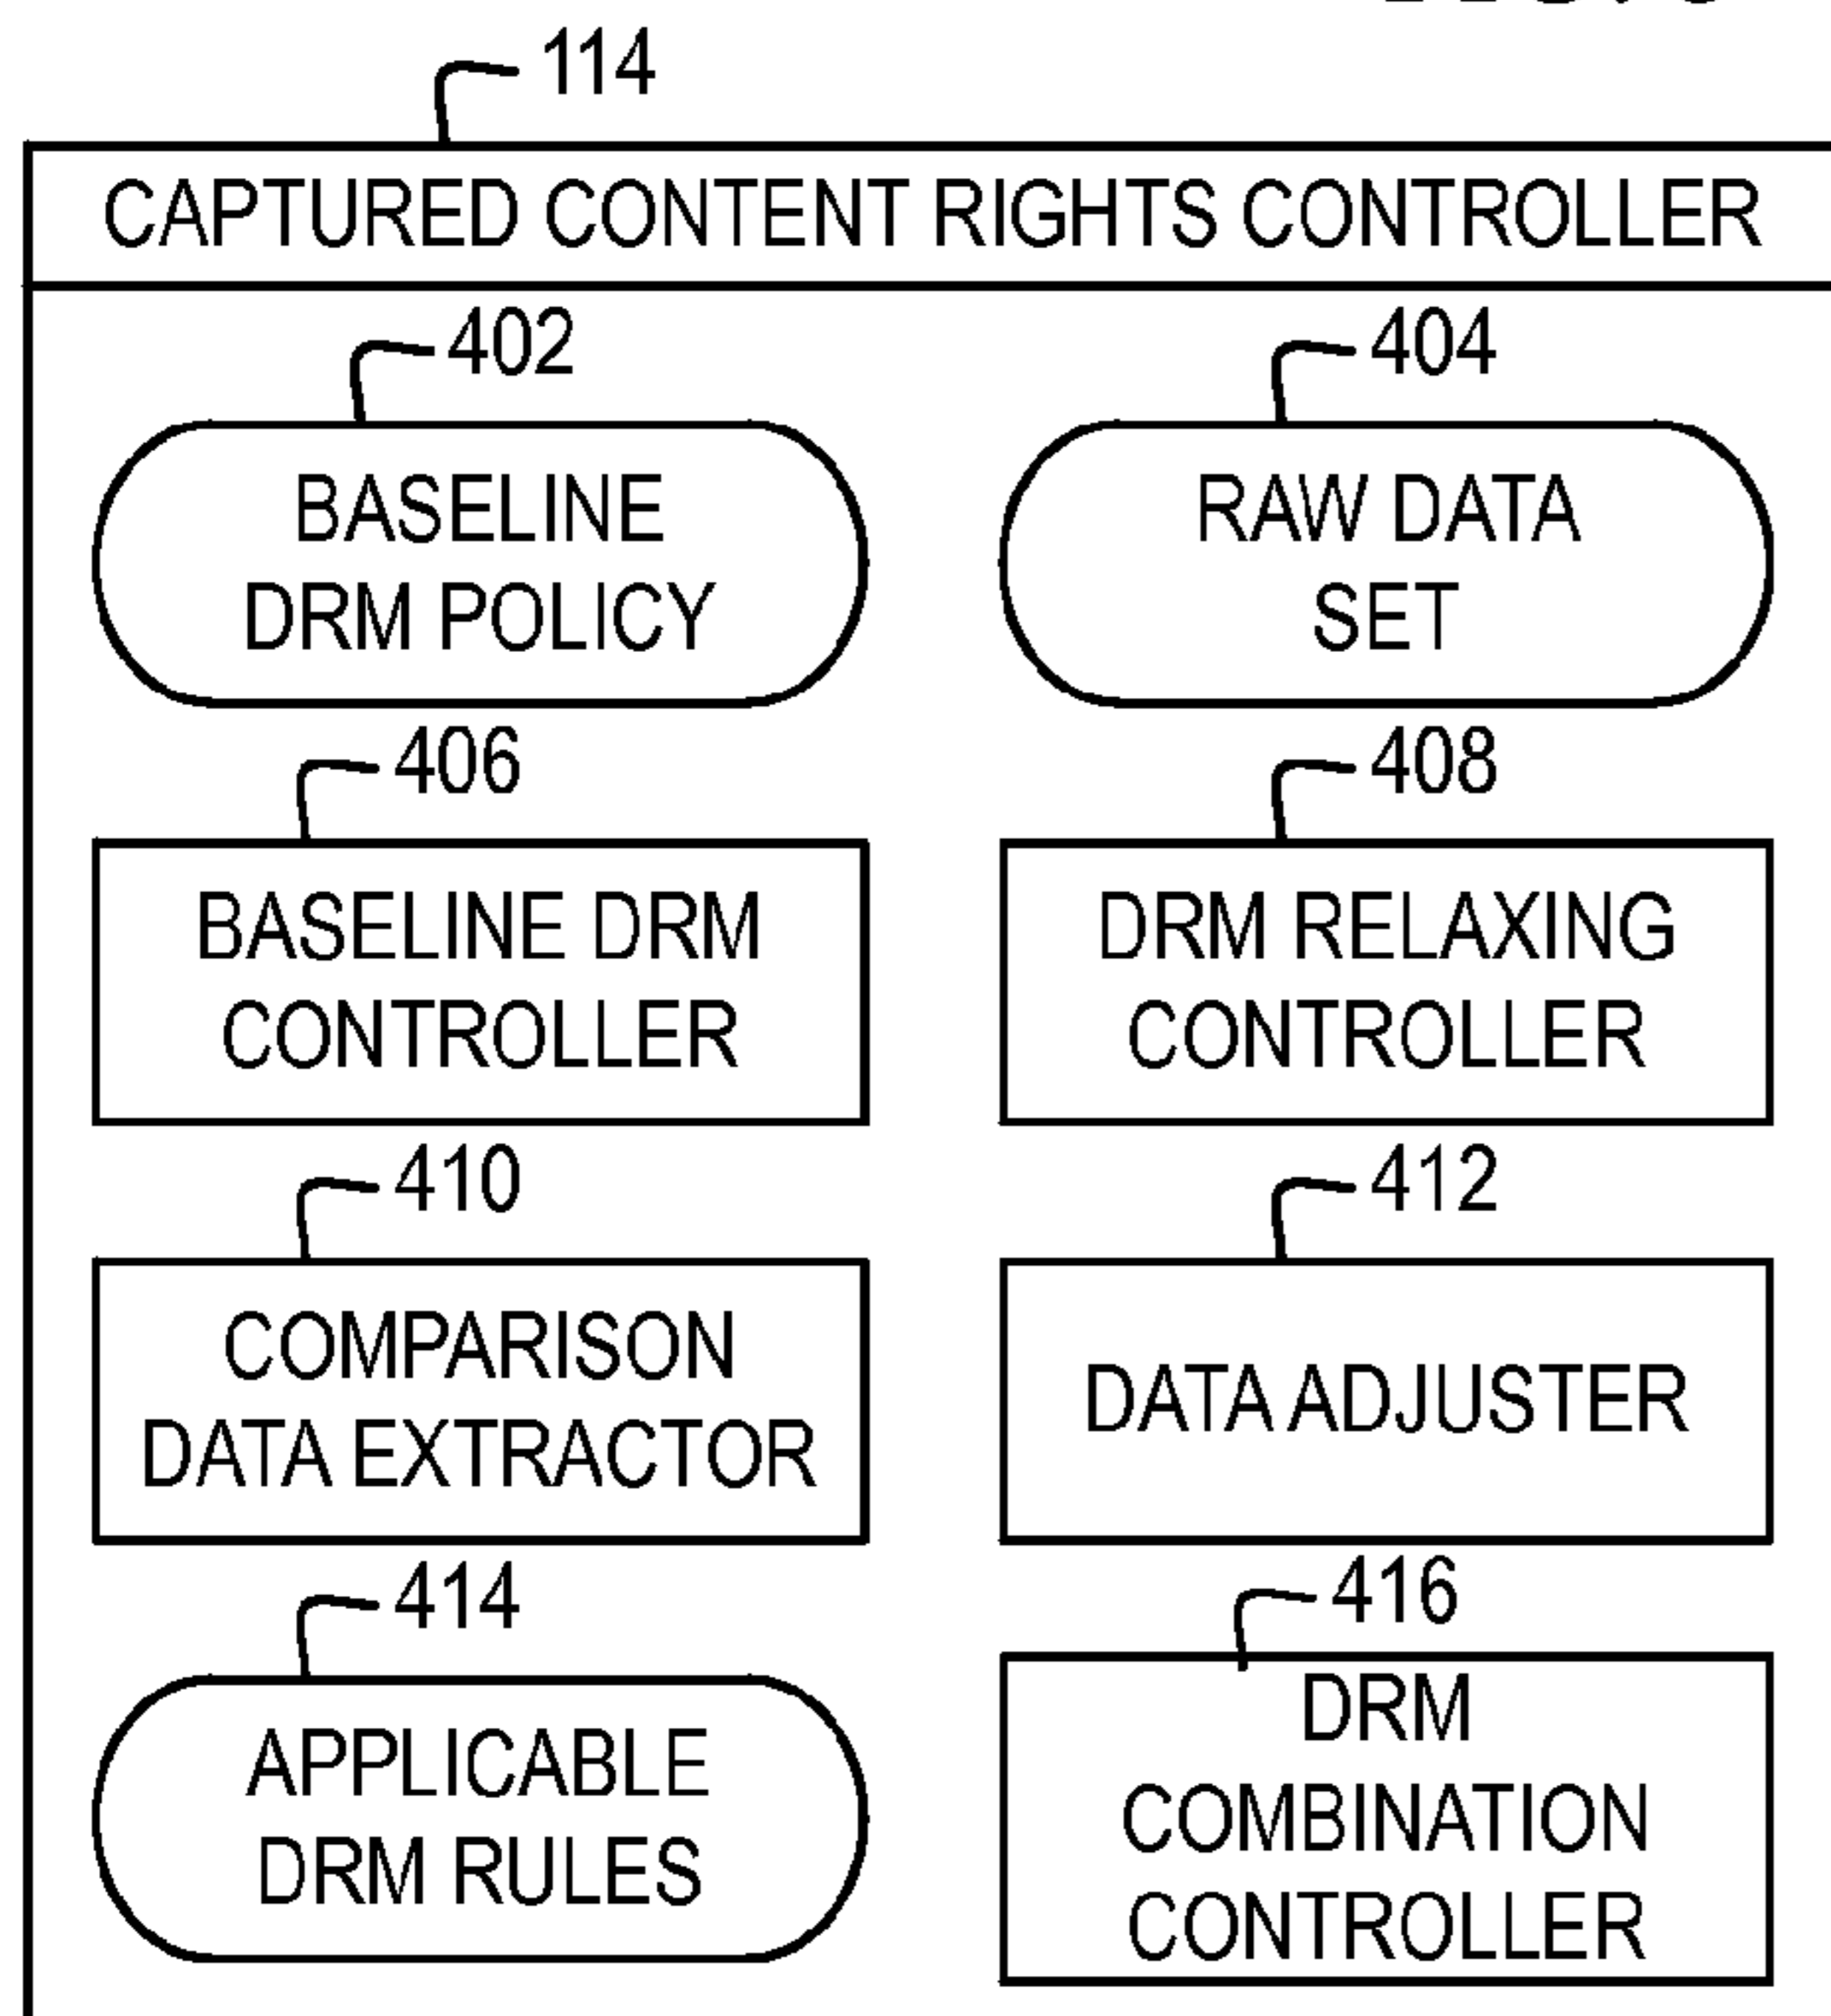 114
CAPTURED CONTENT RIGHTS CONTROLLER
402
404
BASELINE
DRM POLICY
RAW DATA
SET
406
408
BASELINE DRM
CONTROLLER
DRM RELAXING
CONTROLLER
410
412
COMPARISON
DATA EXTRACTOR
DATA ADJUSTER
414
416
APPLICABLE
DRM RULES
DRM
COMBINATION
CONTROLLER